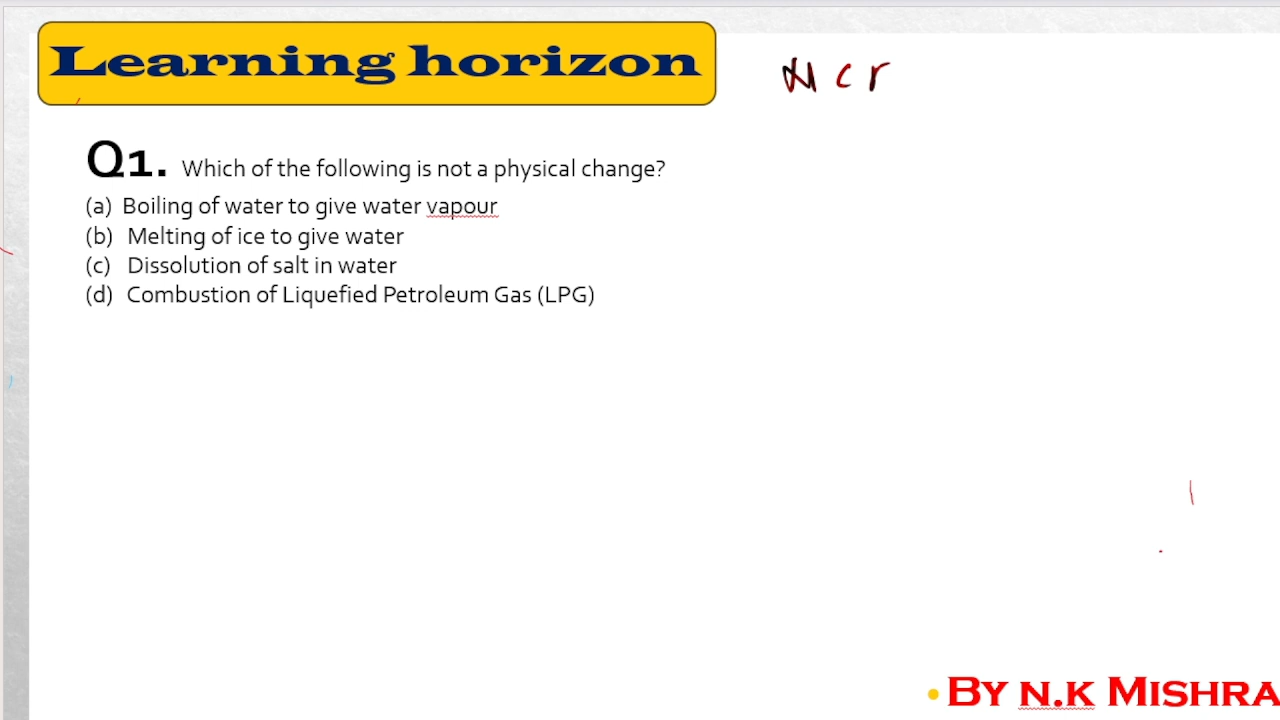 Learning horizon
Ncr
Q1. Which of the following is not a physical change?
(a) Boiling of water to give water vapour
(b) Melting of ice to give water
(c) Dissolution of salt in water
(d) Combustion of Liquefied Petroleum Gas (LPG)
• By n.k Mishra